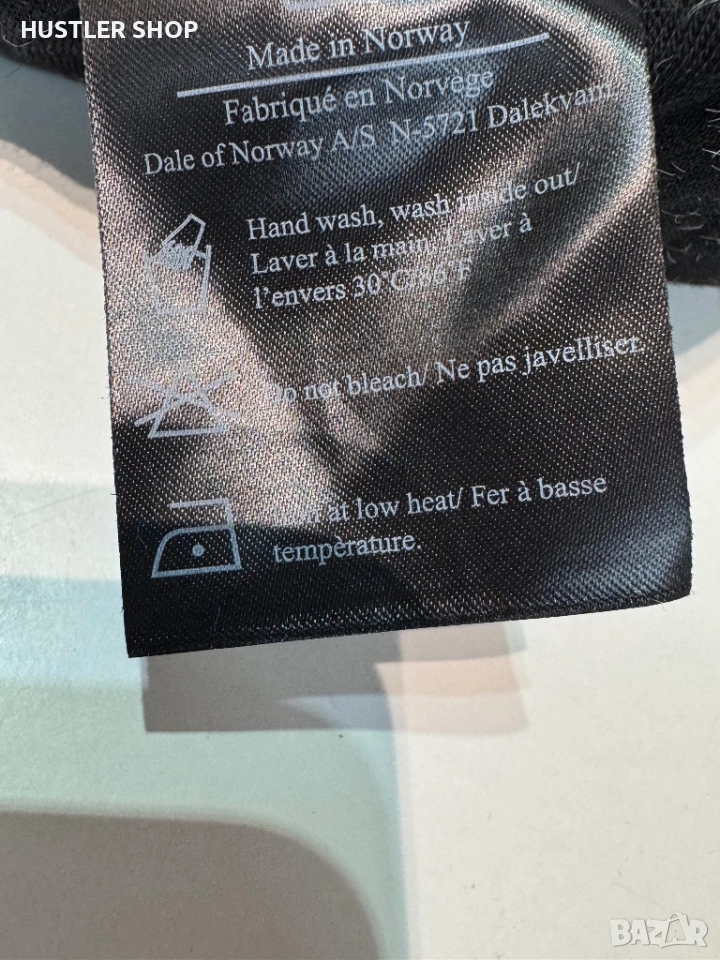 HUSTLER SHOP
Made in Norway
Fabriqué en Norvège
Dale of Norway A/S N-5721 Dalekvam
Hand wash, wash inside out/
Laver à la main, Laver à
l'envers 30°C/86°F
Do not bleach/ Ne pas javelliser.
at low heat/ Fer à basse
tempèrature.
BAZAR